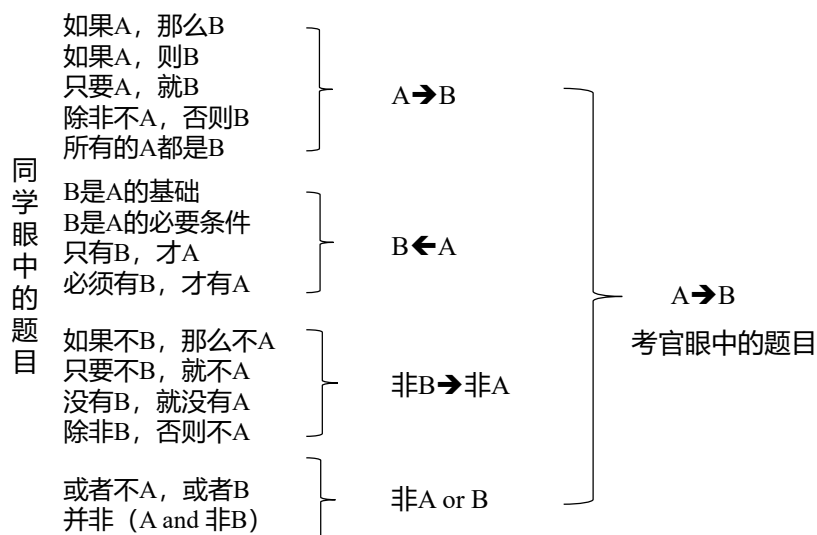 同学眼中的题目
如果A，那么B
如果A，则B
只要A，就B
除非不A，否则B
所有的A都是B
A➔B
B是A的基础
B是A的必要条件
只有B，才A
必须有B，才有A
B🡸A
如果不B，那么不A
只要不B，就不A
没有B，就没有A
除非B，否则不A
非B➔非A
或者不A，或者B
并非（A and 非B）
非A or B
A➔B
考官眼中的题目